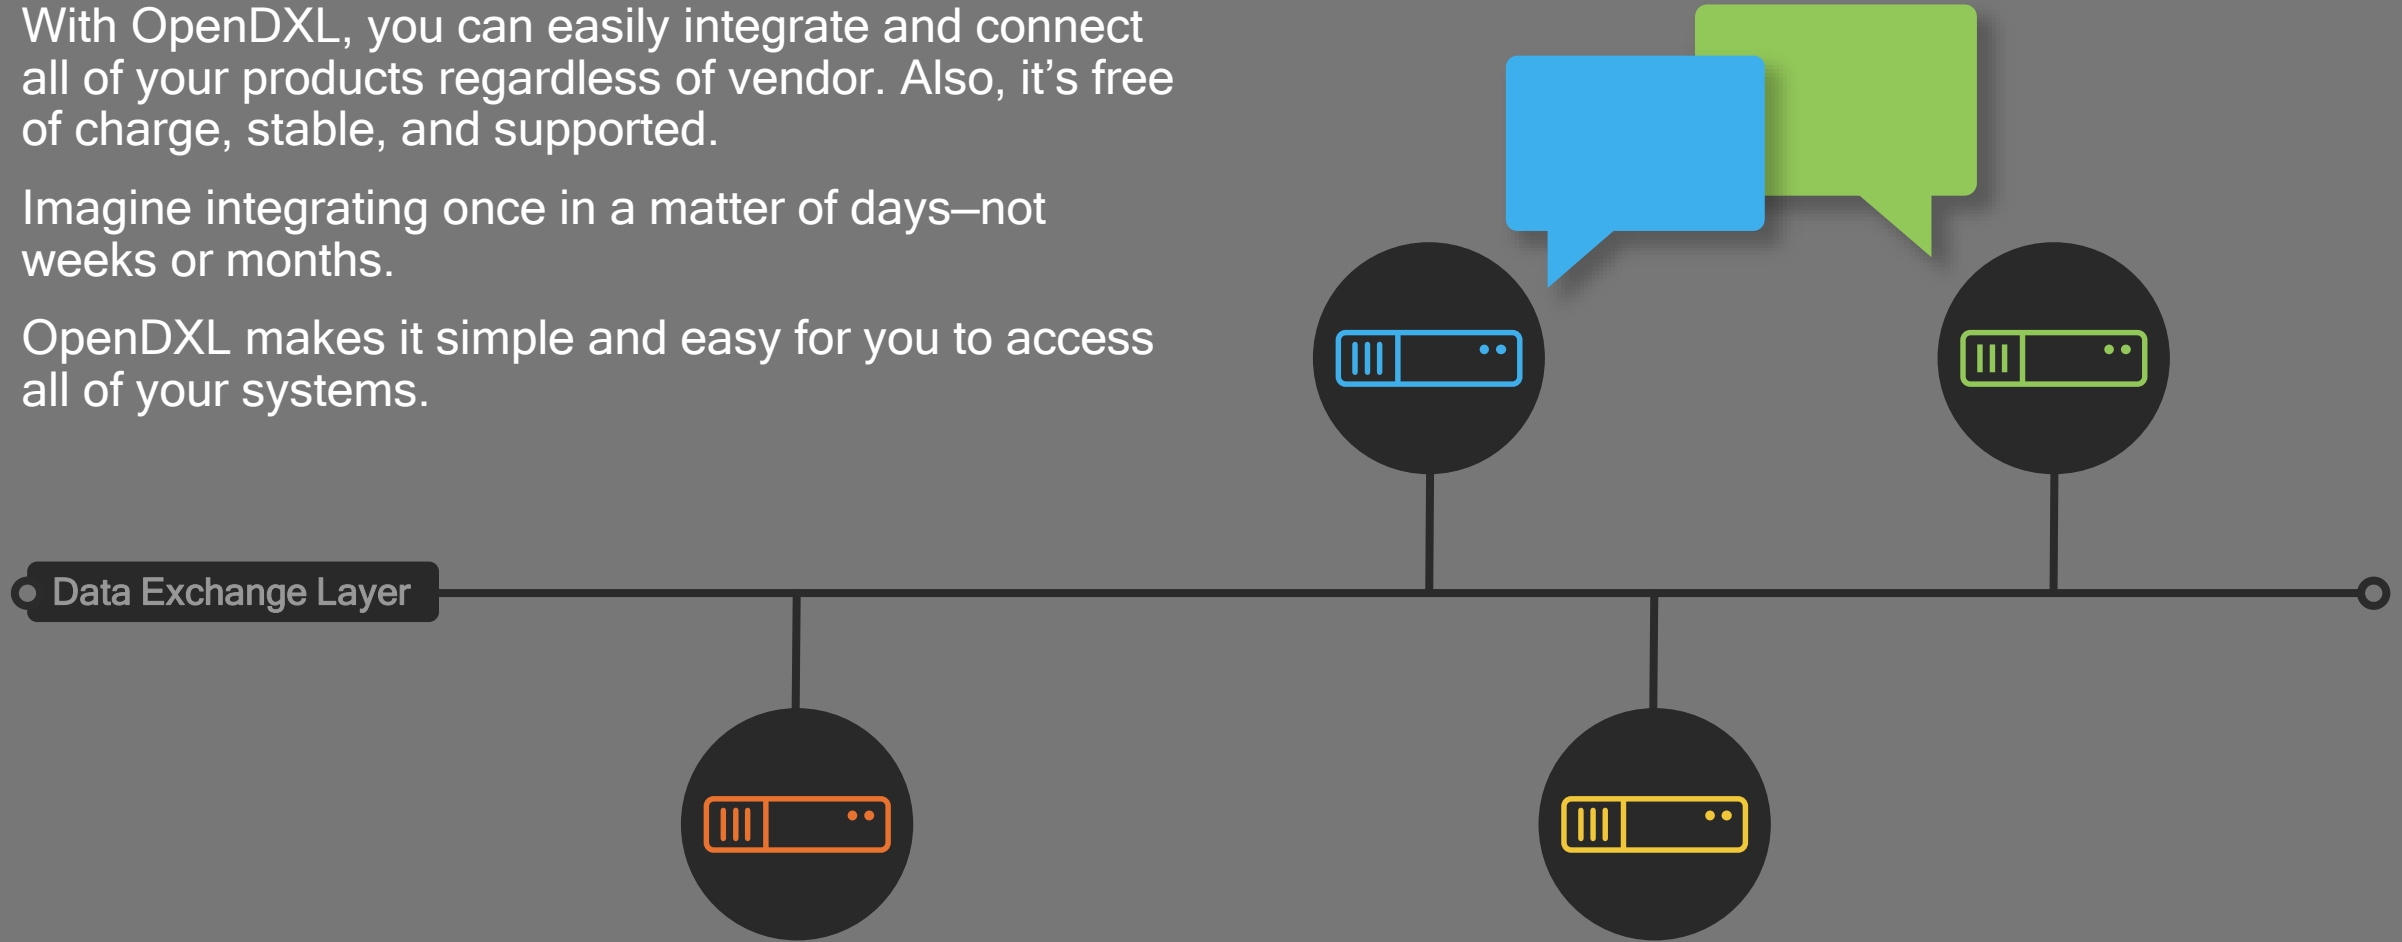 With OpenDXL, you can easily integrate and connect
all of your products regardless of vendor. Also, it’s free
of charge, stable, and supported.
Imagine integrating once in a matter of days—not
weeks or months.
OpenDXL makes it simple and easy for you to access
all of your systems.
Data Exchange Layer